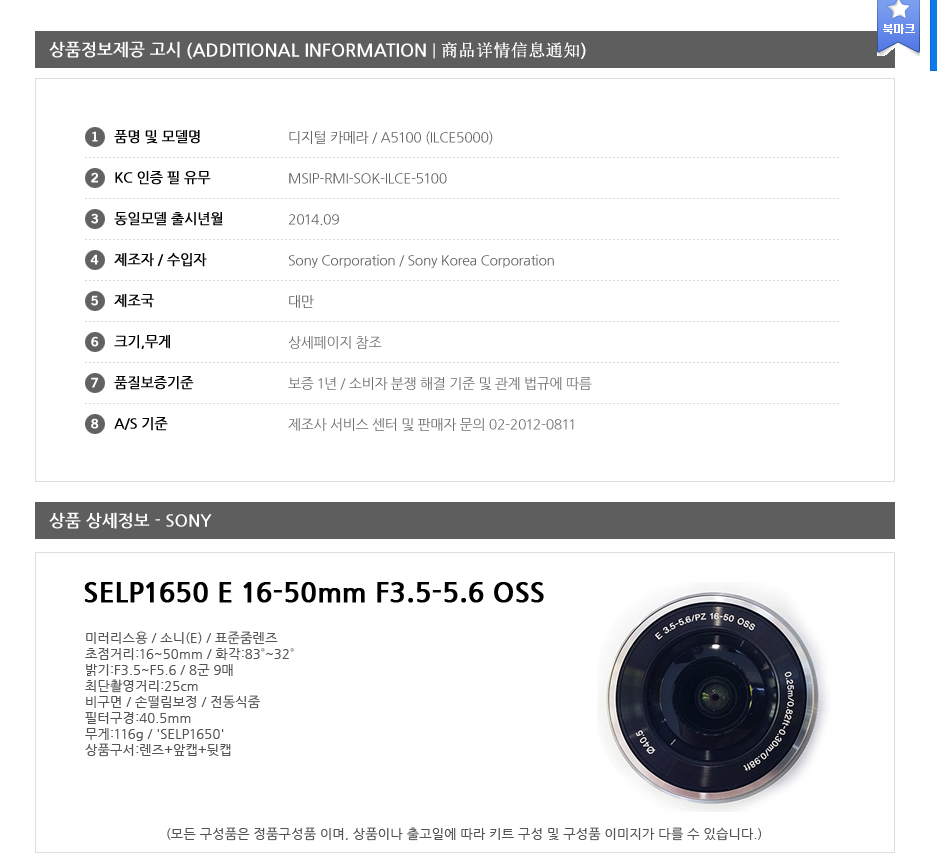 북마크
상품정보제공 고시 (ADDITIONAL INFORMATION | 商品详情信息通知)
1 품명 및 모델명 디지털 카메라 / A5100 (ILCE5000)
2 KC 인증 필 유무 MSIP-RMI-SOK-ILCE-5100
3 동일모델 출시년월 2014.09
4 제조자 / 수입자 Sony Corporation / Sony Korea Corporation
5 제조국 대만
6 크기,무게 상세페이지 참조
7 품질보증기준 보증 1년 / 소비자 분쟁 해결 기준 및 관계 법규에 따름
8 A/S 기준 제조사 서비스 센터 및 판매자 문의 02-2012-0811
상품 상세정보 - SONY
SELP1650 E 16-50mm F3.5-5.6 OSS
미러리스용 / 소니(E) / 표준줌렌즈
초점거리:16~50mm / 화각:83˚~32˚
밝기:F3.5~F5.6 / 8군 9매
최단촬영거리:25cm
비구면 / 손떨림보정 / 전동식줌
필터구경:40.5mm
무게:116g / 'SELP1650'
상품구서:렌즈+앞캡+뒷캡
E 3.5-5.6/PZ 16-50 OSS
0.25m/0.82ft-0.30m/0.98ft
Ø40.5
(모든 구성품은 정품구성품 이며, 상품이나 출고일에 따라 키트 구성 및 구성품 이미지가 다를 수 있습니다.)